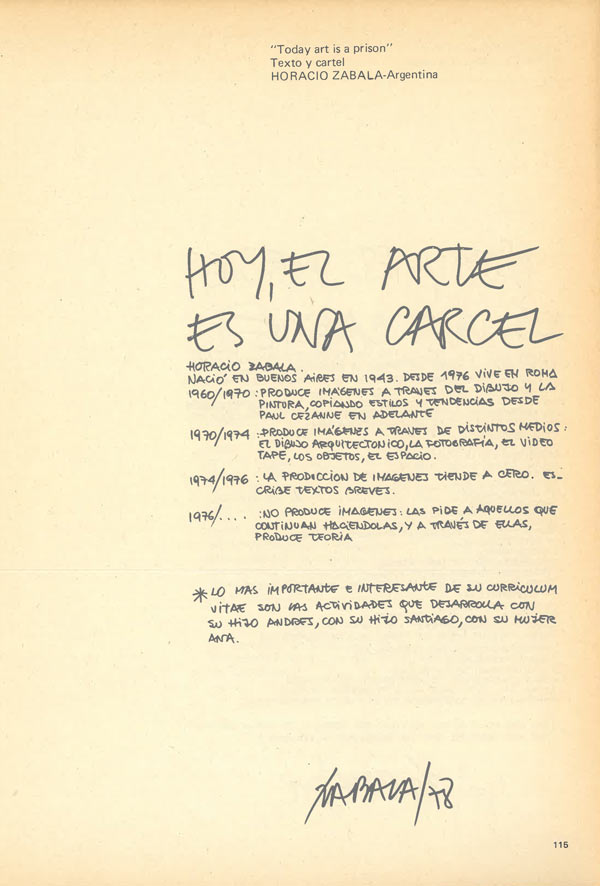 "Today art is a prison"
Texto y cartel
HORACIO ZABALA-Argentina
HOY, EL ARTE
ES UNA CARCEL
HORACIO ZABALA.
NACIÓ EN BUENOS AIRES EN 1943. DESDE 1976 VIVE EN ROMA
1960/1970: PRODUCE IMÁGENES A TRAVES DEL DIBUJO Y LA
PINTURA, COPIANDO ESTILOS Y TENDENCIAS DESDE
PAUL CEZANNE EN ADELANTE
1970/1974: PRODUCE IMÁGENES A TRAVES DE DISTINTOS MEDIOS:
EL DIBUJO ARQUITECTONICO, LA FOTOGRAFÍA, EL VIDEO
TAPE, LOS OBJETOS, EL ESPACIO.
1974/1976: LA PRODUCCION DE IMAGENES TIENDE A CERO. ES-
CRIBE TEXTOS BREVES.
1976/....: NO PRODUCE IMAGENES: LAS PIDE A AQUELLOS QUE
CONTINUAN HACIÉNDOLAS, Y A TRAVÉS DE ELLAS,
PRODUCE TEORIA
* LO MAS IMPORTANTE E INTERESANTE DE SU CURRICULUM
VITAE SON LAS ACTIVIDADES QUE DESARROLLA CON
SU HIJO ANDRES, CON SU HIJO SANTIAGO, CON SU MUJER
ANA.
ZABALA/78
115